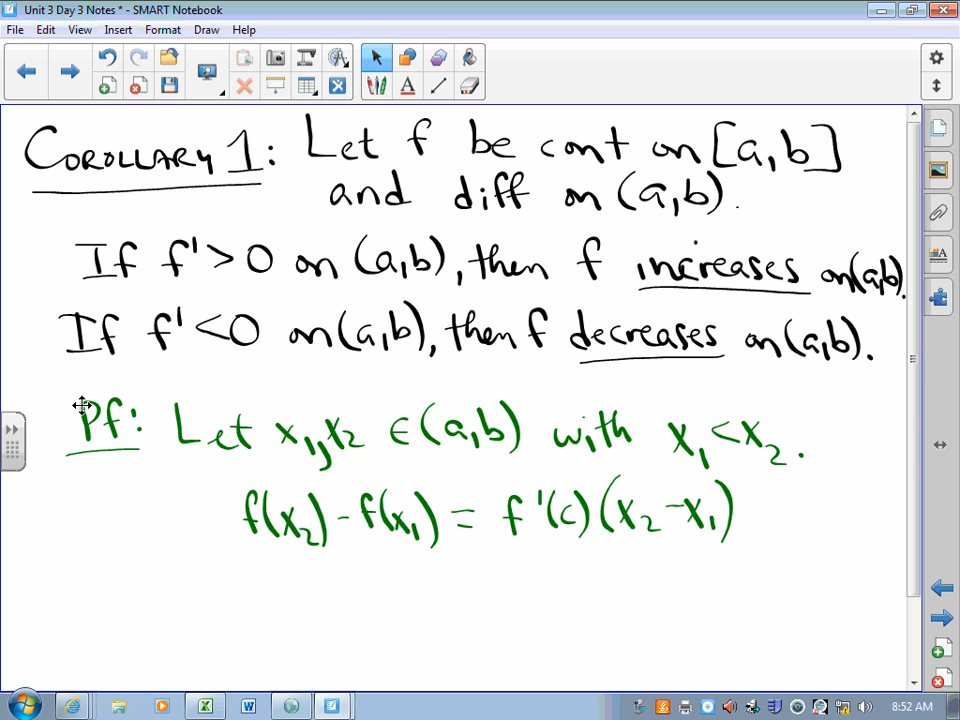 Unit 3 Day 3 Notes * - SMART Notebook
File Edit View Insert Format Draw Help
COROLLARY 1: Let f be cont on [a,b]
and diff on (a,b).
If f' > 0 on (a,b), then f increases on (a,b).
If f' < 0 on (a,b), then f decreases on (a,b).
Pf: Let x₁, x₂ ∈ (a,b) with x₁ < x₂.
f(x₂) - f(x₁) = f'(c)(x₂ - x₁)
8:52 AM